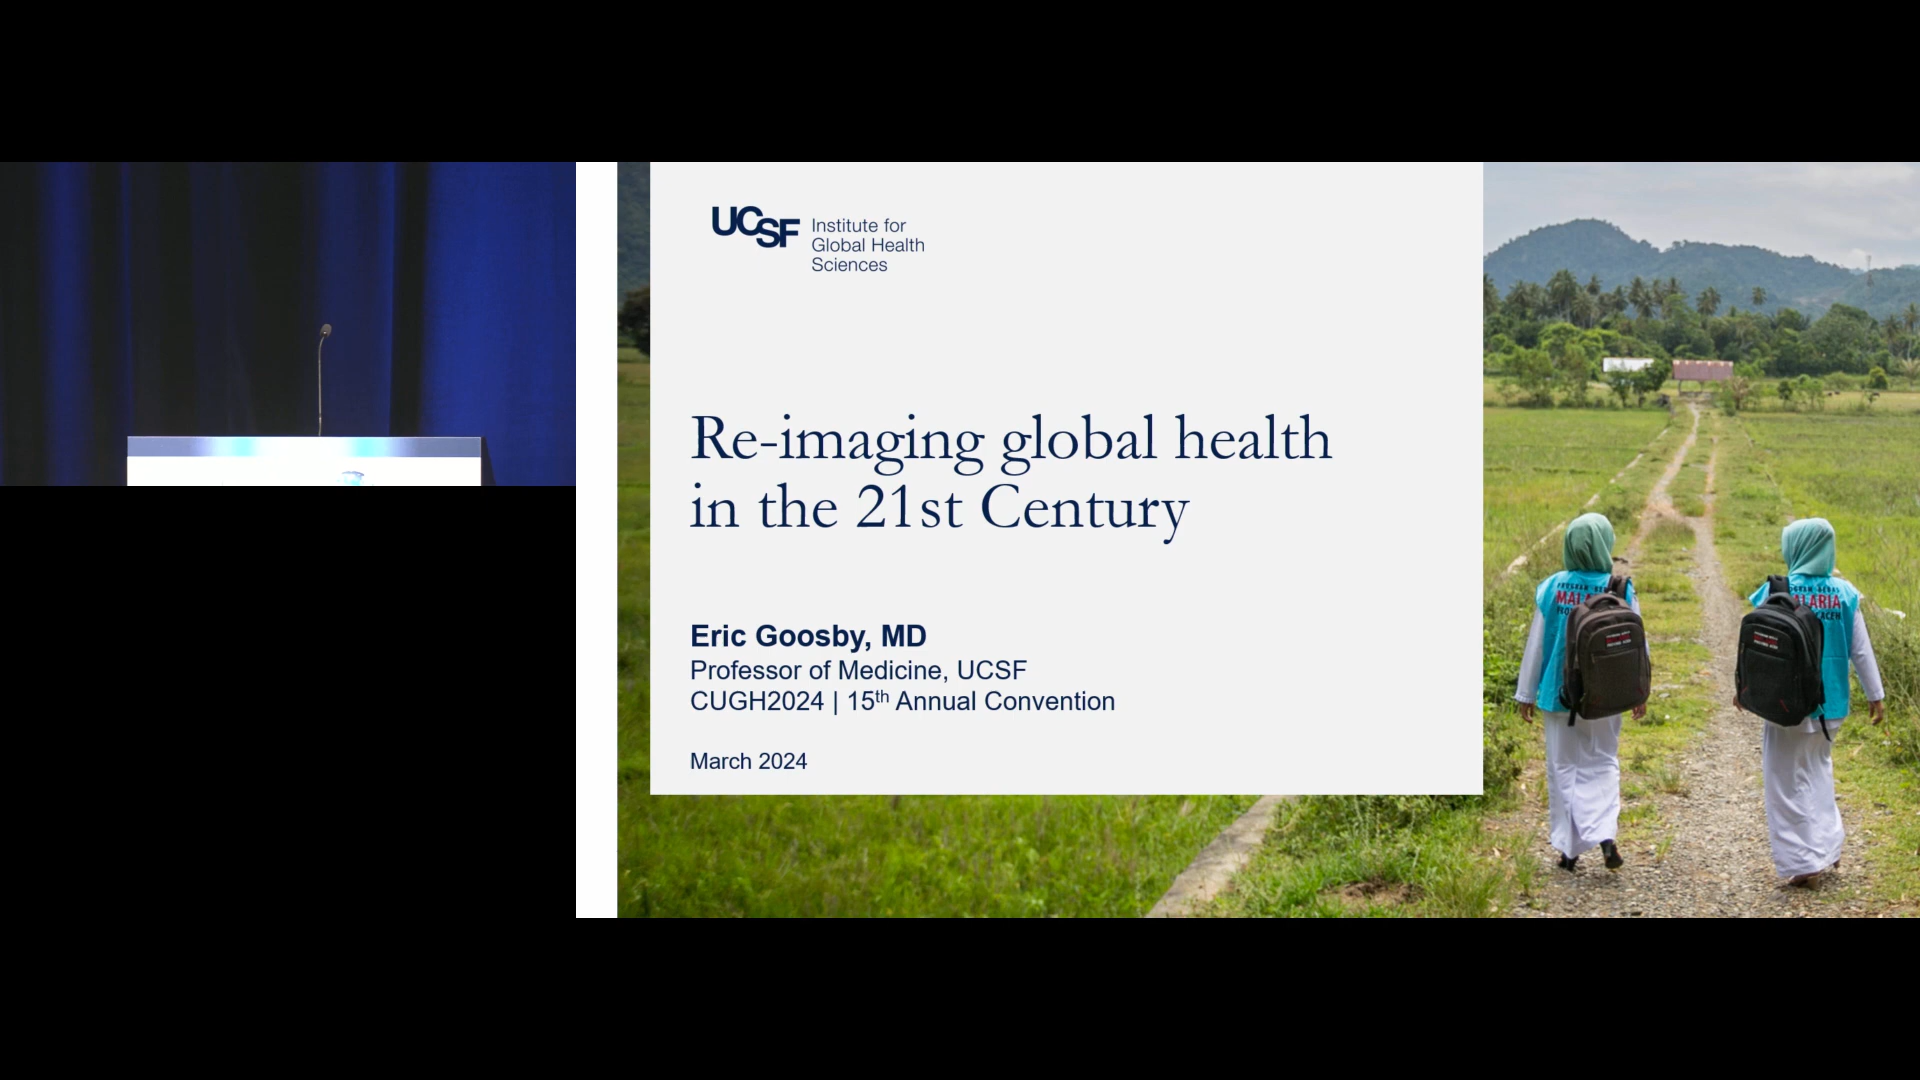 UCSF
Institute for
Global Health
Sciences
Re-imaging global health
in the 21st Century
Eric Goosby, MD
Professor of Medicine, UCSF
CUGH2024 | 15th Annual Convention
March 2024
MALARIA